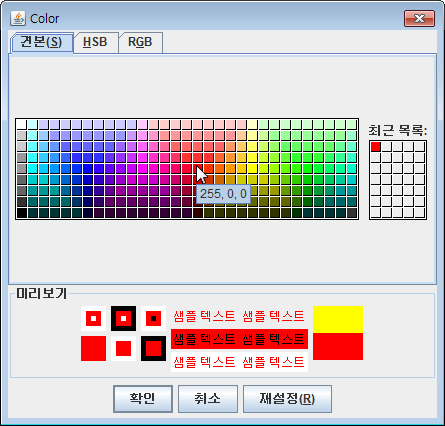 Color
견본(S) HSB RGB
최근 목록:
255, 0, 0
미리보기
샘플 텍스트 샘플 텍스트
샘플 텍스트 샘플 텍스트
샘플 텍스트 샘플 텍스트
확인 취소 재설정(R)